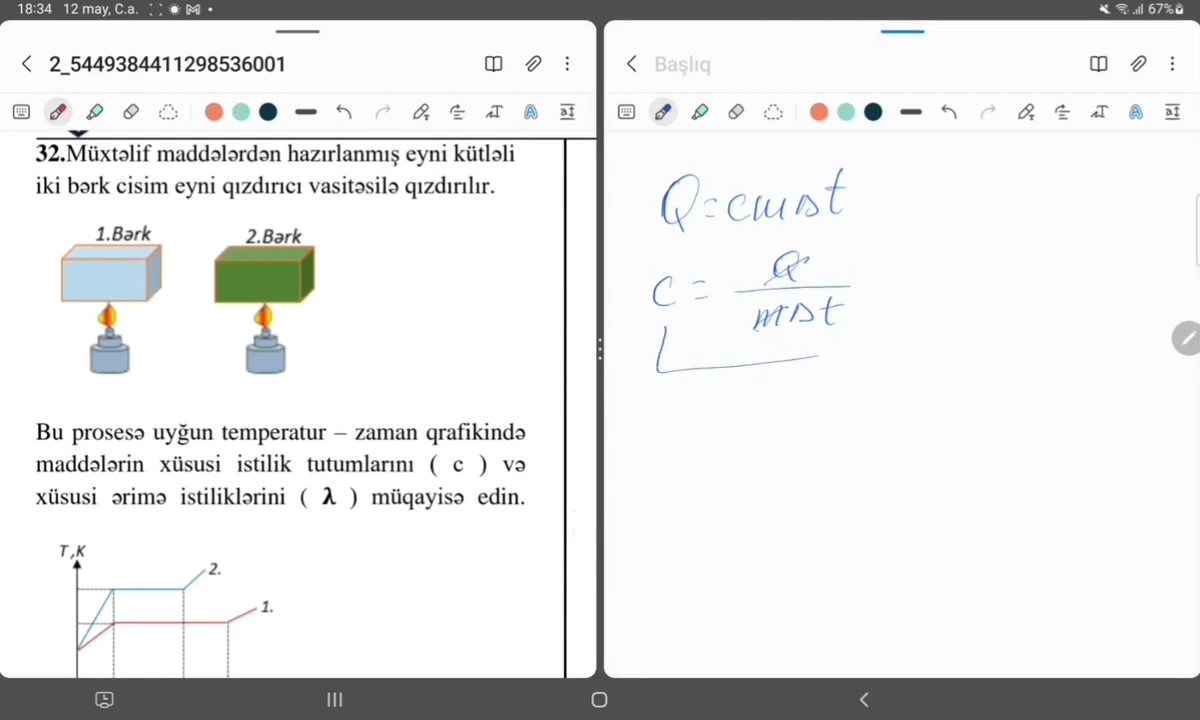 18:34 12 may, C.a. 67%
2_5449384411298536001
32.Müxtəlif maddələrdən hazırlanmış eyni kütləli
iki bərk cisim eyni qızdırıcı vasitəsilə qızdırılır.
1.Bərk 2.Bərk
Bu prosesə uyğun temperatur – zaman qrafikində
maddələrin xüsusi istilik tutumlarını ( c ) və
xüsusi ərimə istiliklərini ( λ ) müqayisə edin.
T,K
2.
1.
Başlıq
Q=cmΔt
c = Q
mΔt